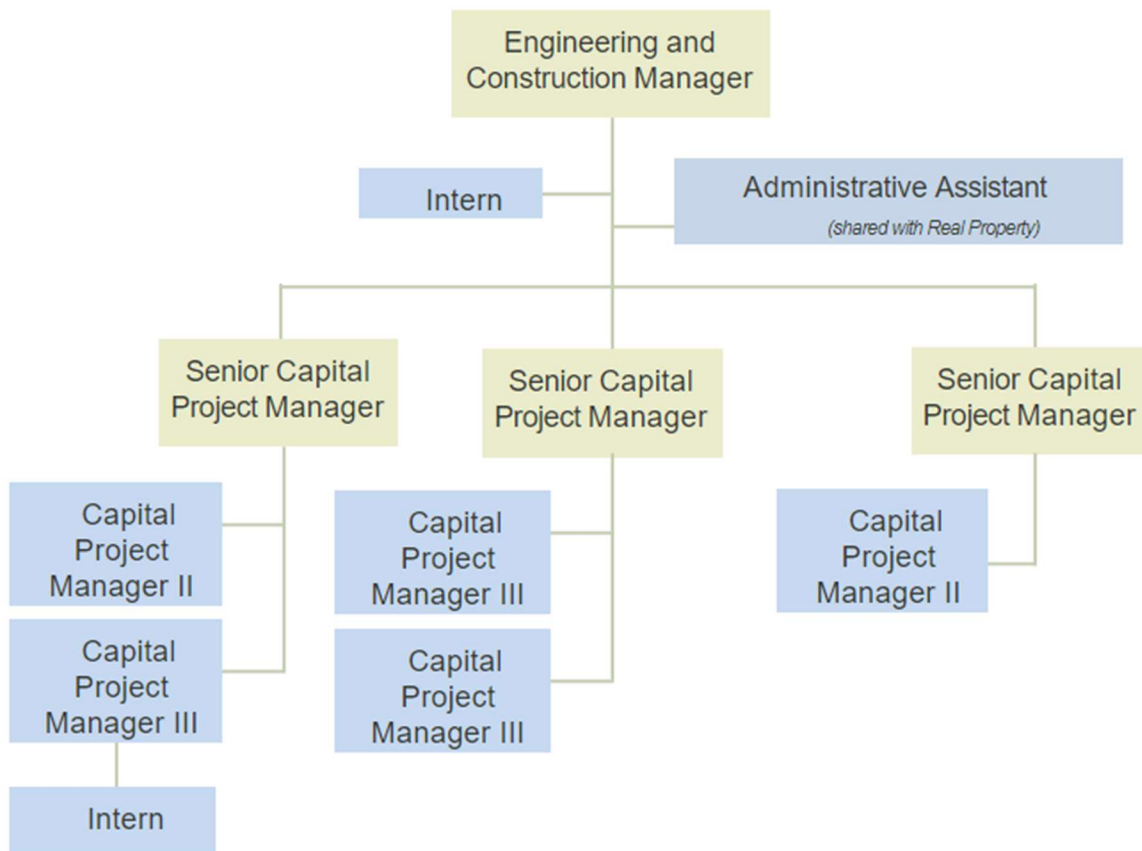 Engineering and
Construction Manager
Intern
Administrative Assistant
(shared with Real Property)
Senior Capital
Project Manager
Senior Capital
Project Manager
Senior Capital
Project Manager
Capital
Project
Manager II
Capital
Project
Manager III
Intern
Capital
Project
Manager III
Capital
Project
Manager III
Capital
Project
Manager II